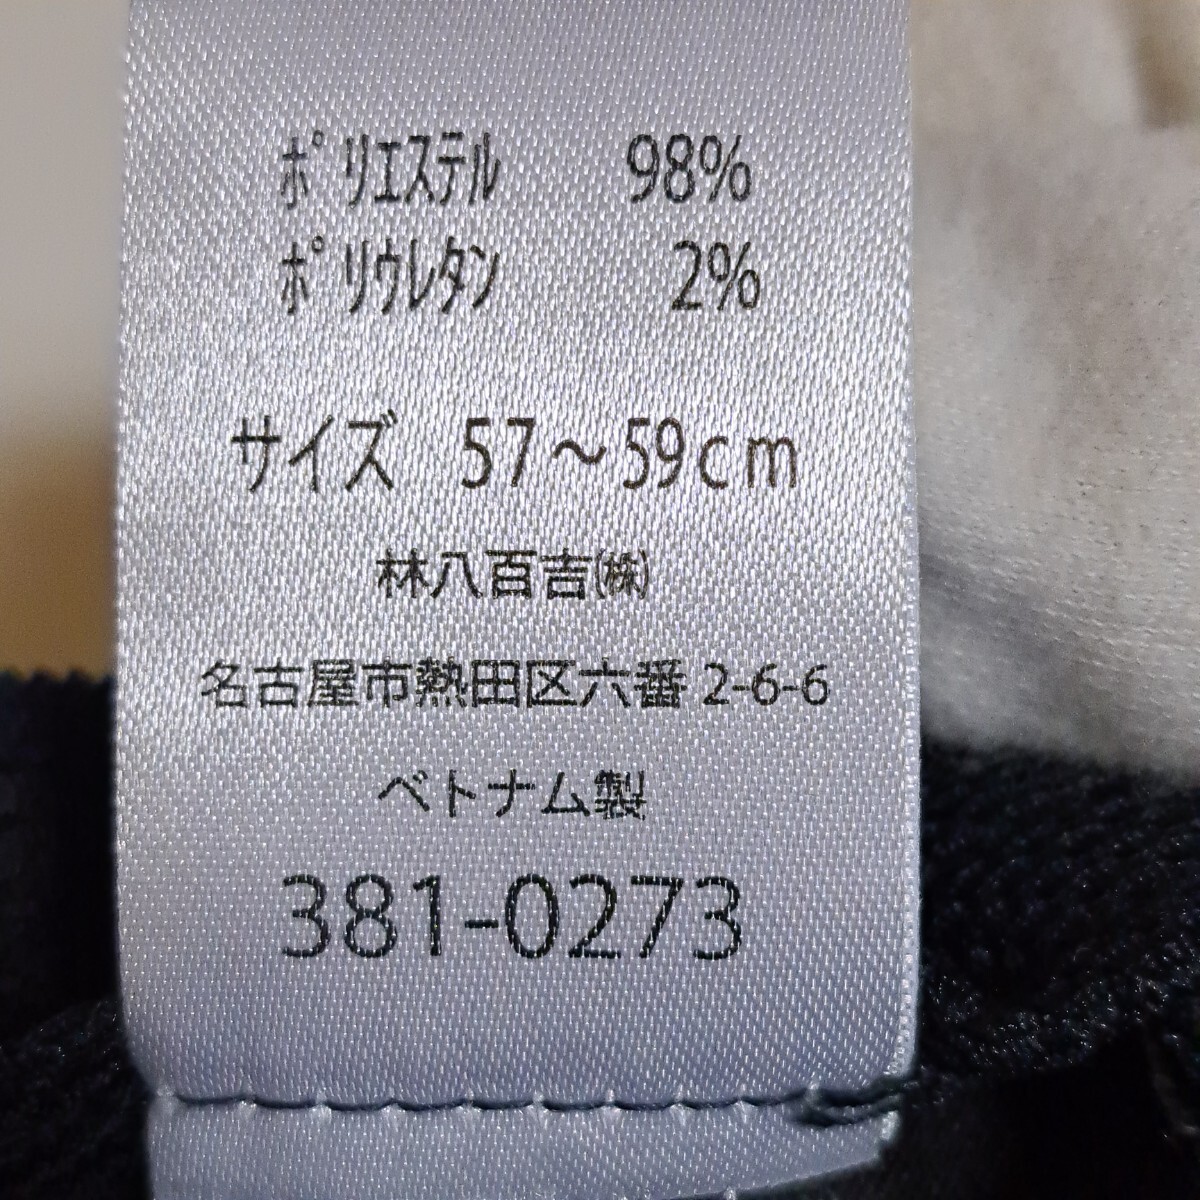 ﾎﾟﾘｴｽﾃﾙ 98%
ﾎﾟﾘｳﾚﾀﾝ 2%
サイズ 57～59cm
林八百吉㈱
名古屋市熱田区六番2-6-6
ベトナム製
381-0273